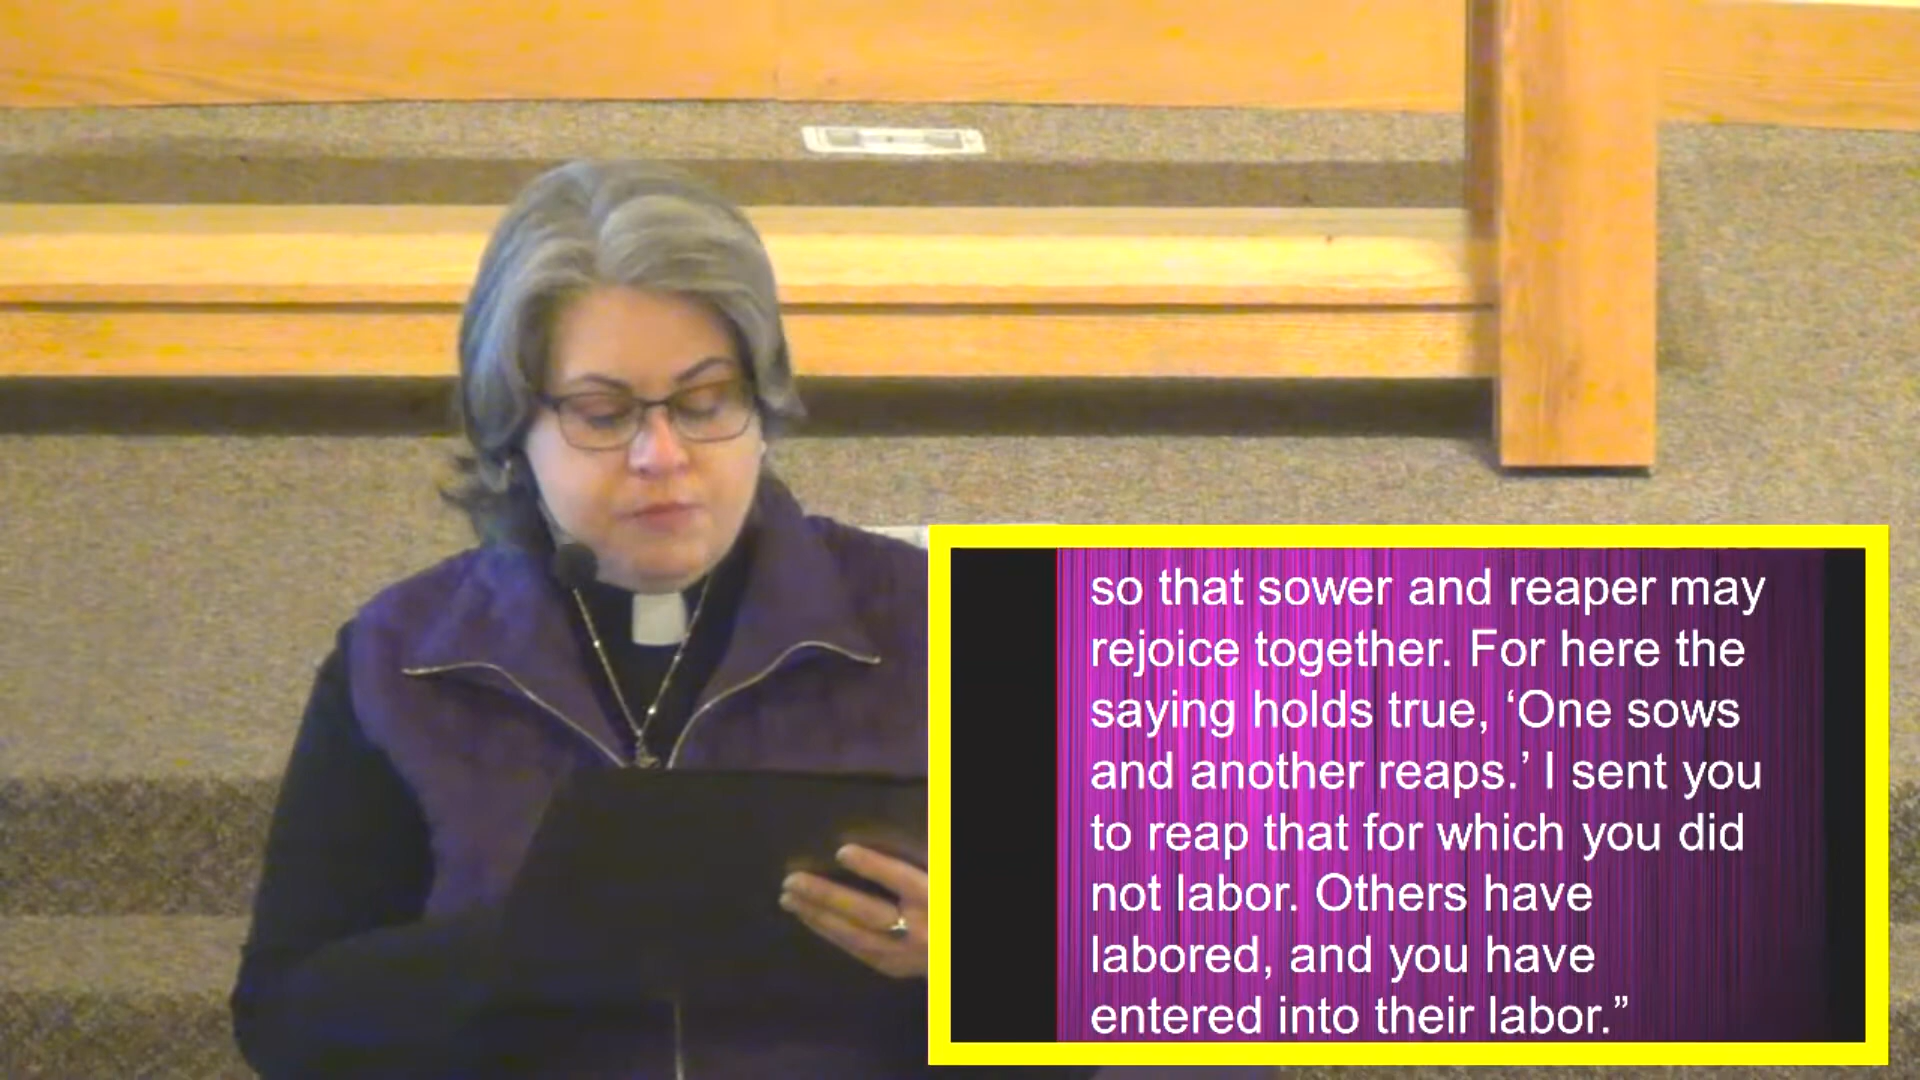 so that sower and reaper may
rejoice together. For here the
saying holds true, ‘One sows
and another reaps.’ I sent you
to reap that for which you did
not labor. Others have
labored, and you have
entered into their labor.”